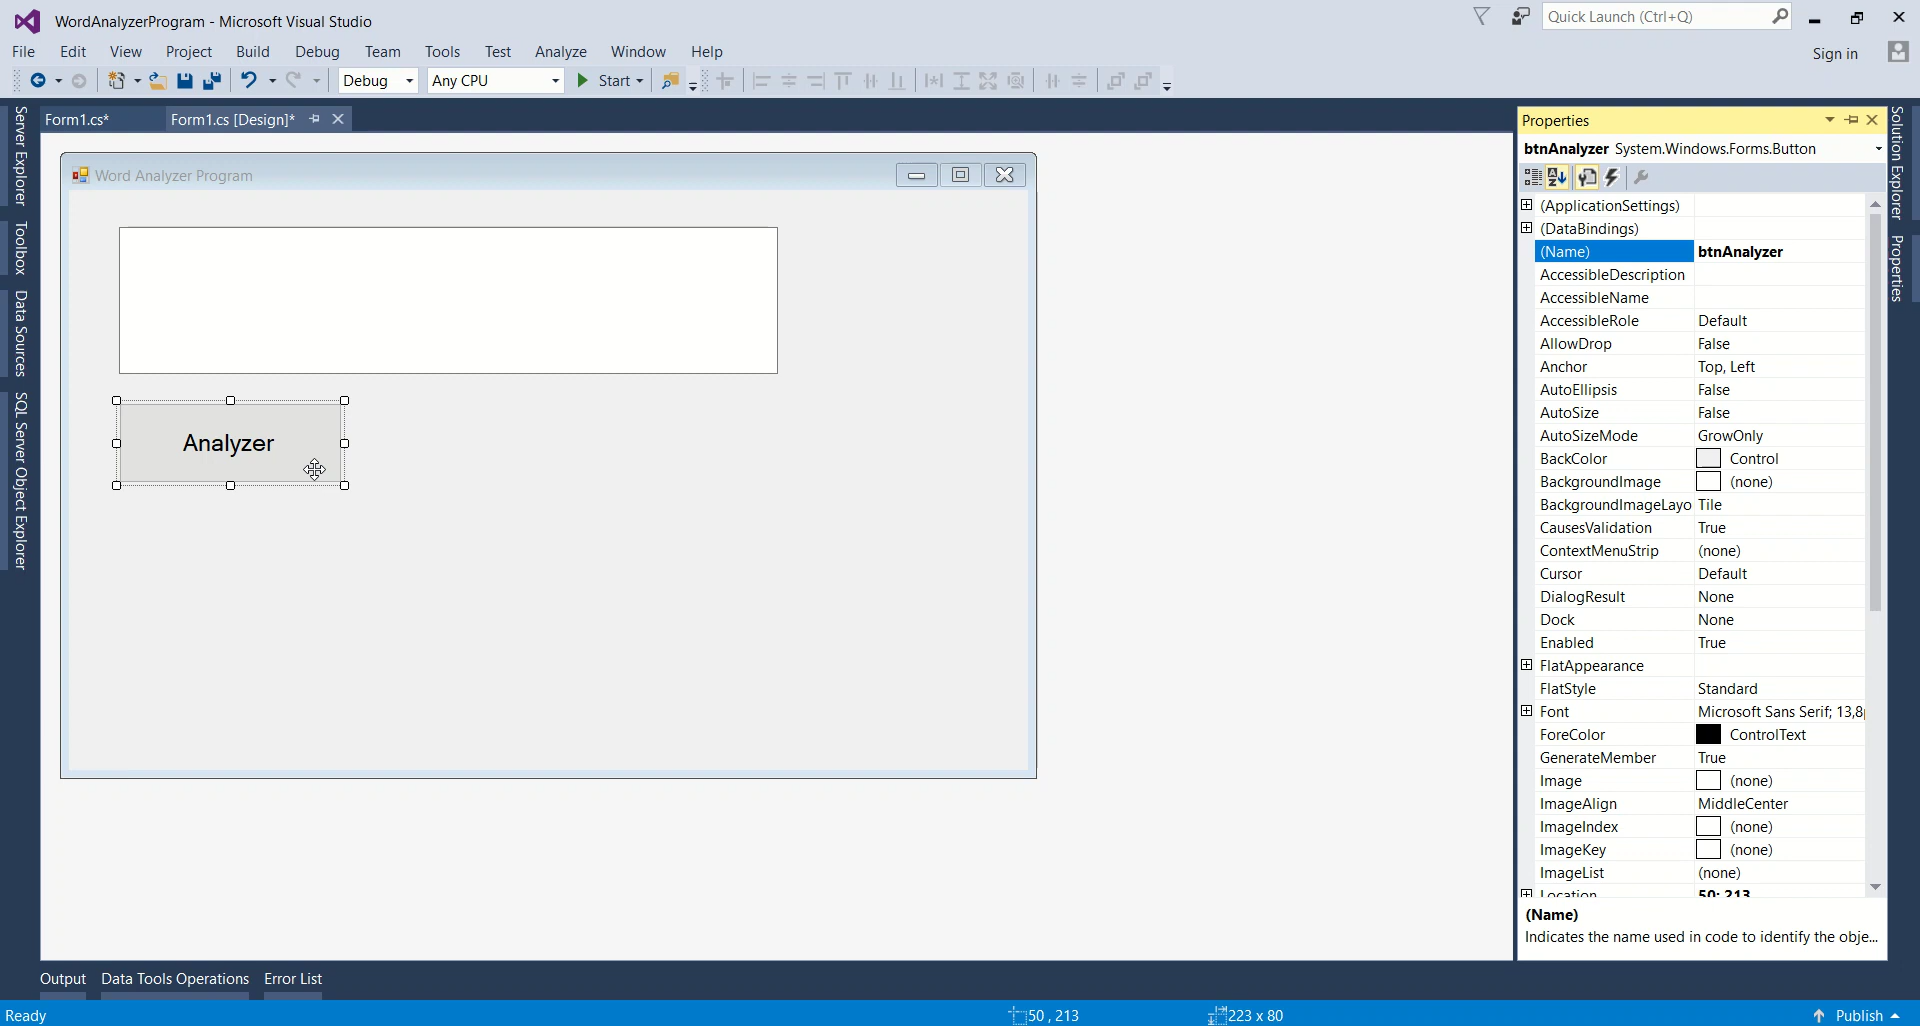 WordAnalyzerProgram - Microsoft Visual Studio
Quick Launch (Ctrl+Q)
File Edit View Project Build Debug Team Tools Test Analyze Window Help
Sign in
Debug Any CPU Start
Form1.cs*
Form1.cs [Design]*
Server Explorer
Toolbox
Data Sources
SQL Server Object Explorer
Word Analyzer Program
Analyzer
Properties
btnAnalyzer System.Windows.Forms.Button
(ApplicationSettings)
(DataBindings)
(Name) btnAnalyzer
AccessibleDescription
AccessibleName
AccessibleRole Default
AllowDrop False
Anchor Top, Left
AutoEllipsis False
AutoSize False
AutoSizeMode GrowOnly
BackColor Control
BackgroundImage (none)
BackgroundImageLayo Tile
CausesValidation True
ContextMenuStrip (none)
Cursor Default
DialogResult None
Dock None
Enabled True
FlatAppearance
FlatStyle Standard
Font Microsoft Sans Serif; 13,8
ForeColor ControlText
GenerateMember True
Image (none)
ImageAlign MiddleCenter
ImageIndex (none)
ImageKey (none)
ImageList (none)
Location 50; 213
(Name)
Indicates the name used in code to identify the obje...
Solution Explorer
Properties
Output Data Tools Operations Error List
Ready
50 , 213
223 x 80
Publish